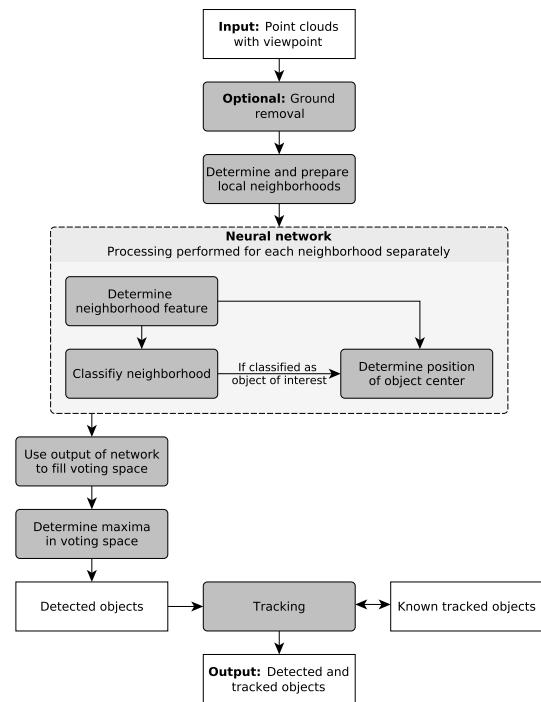 Input: Point clouds
with viewpoint
Optional: Ground
removal
Determine and prepare
local neighborhoods
Neural network
Processing performed for each neighborhood separately
Determine
neighborhood feature
Classifiy neighborhood
If classified as
object of interest
Determine position
of object center
Use output of network
to fill voting space
Determine maxima
in voting space
Detected objects
Tracking
Known tracked objects
Output: Detected and
tracked objects